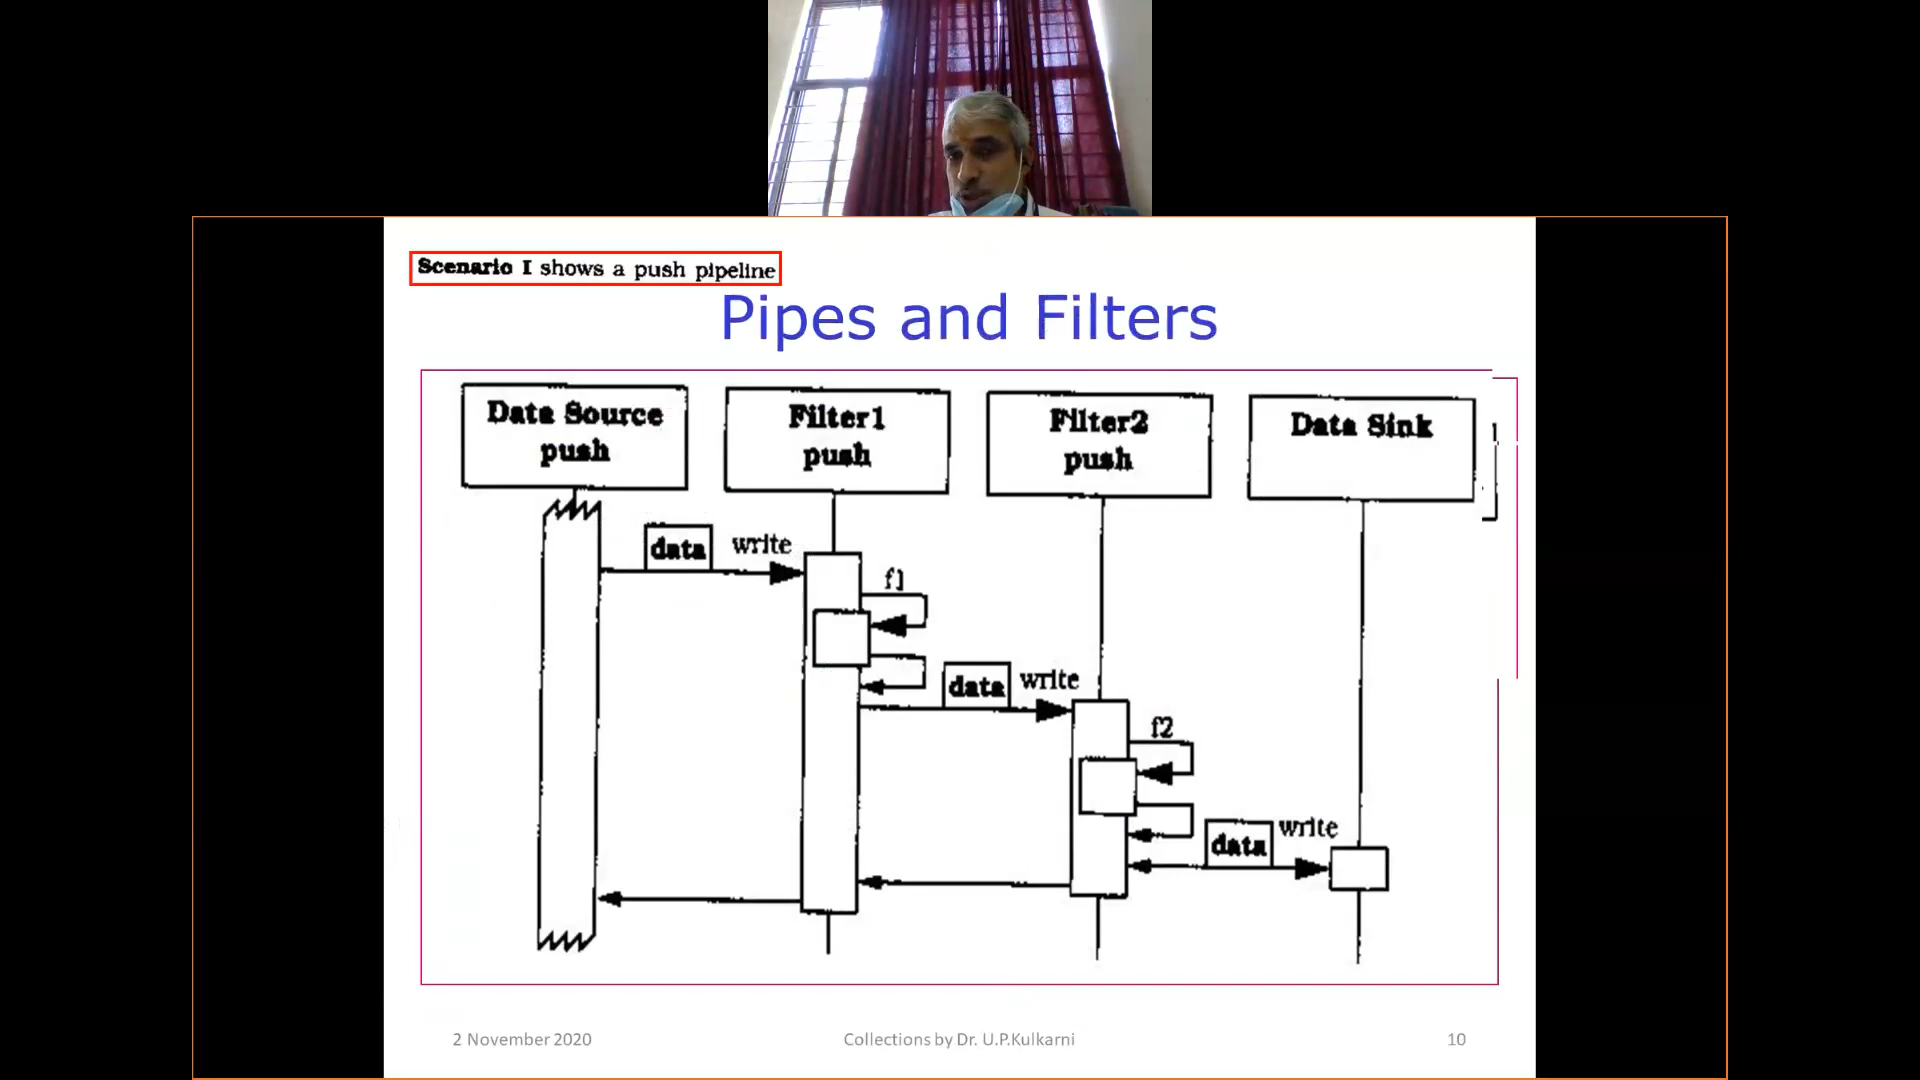 Scenario I shows a push pipeline
Pipes and Filters
Data Source
push
Filter1
push
Filter2
push
Data Sink
data write
f1
data write
f2
data write
2 November 2020 Collections by Dr. U.P.Kulkarni 10